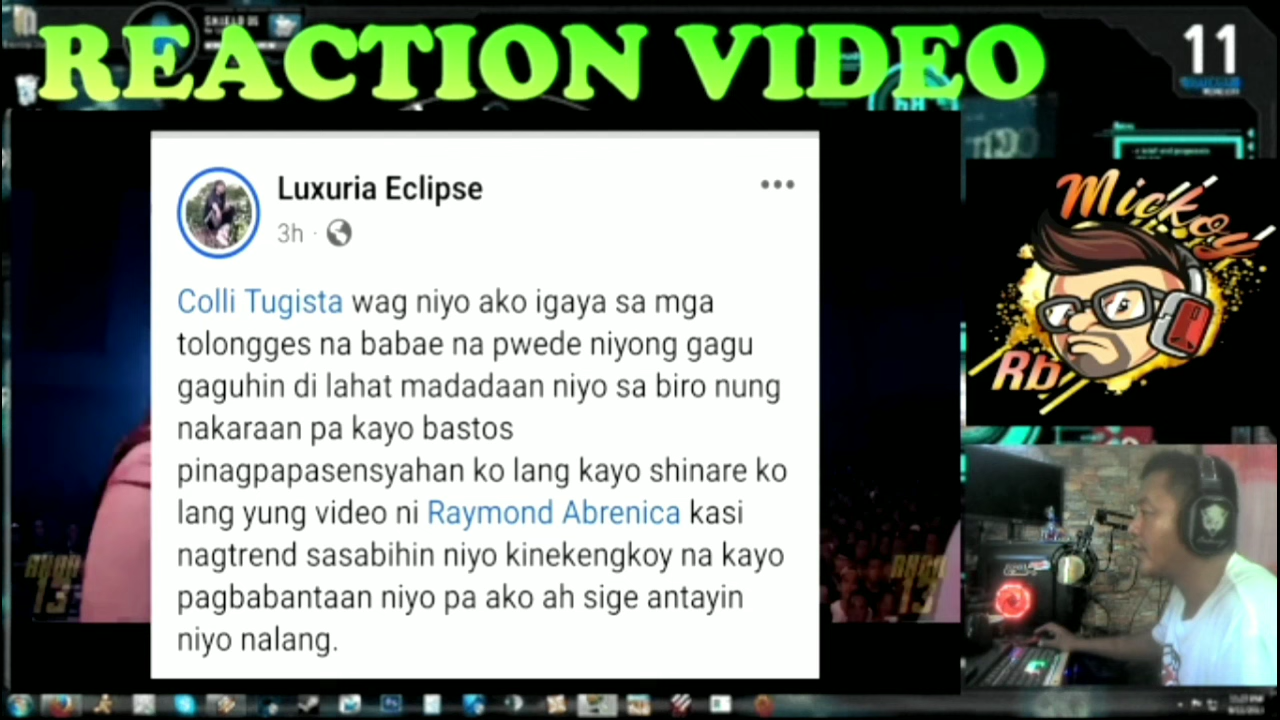 REACTION VIDEO
11
Luxuria Eclipse
3h ·
Colli Tugista wag niyo ako igaya sa mga
tolongges na babae na pwede niyong gagu
gaguhin di lahat madadaan niyo sa biro nung
nakaraan pa kayo bastos
pinagpapasensyahan ko lang kayo shinare ko
lang yung video ni Raymond Abrenica kasi
nagtrend sasabihin niyo kinekengkoy na kayo
pagbabantaan niyo pa ako ah sige antayin
niyo nalang.
Mickoy
Rb